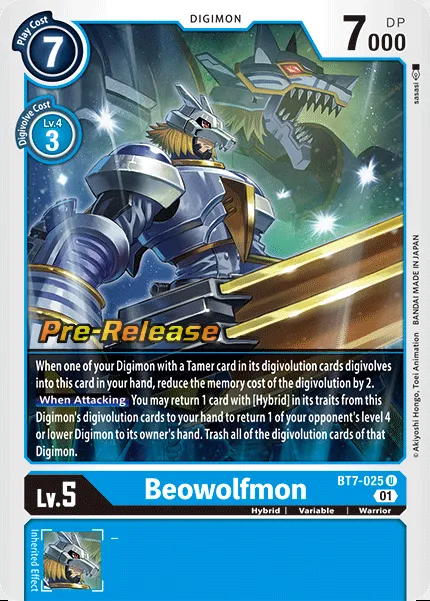 Play Cost
7
DIGIMON
7000
DP
Digivolve Cost
Lv.4
3
sasasi
© Akiyoshi Hongo, Toei Animation BANDAI MADE IN JAPAN
Pre-Release
When one of your Digimon with a Tamer card in its digivolution cards digivolves
into this card in your hand, reduce the memory cost of the digivolution by 2.
When Attacking You may return 1 card with [Hybrid] in its traits from this
Digimon's digivolution cards to your hand to return 1 of your opponent's level 4
or lower Digimon to its owner's hand. Trash all of the digivolution cards of that
Digimon.
Lv.5
Beowolfmon
BT7-025 U
01
Hybrid | Variable | Warrior
Inherited Effect
–